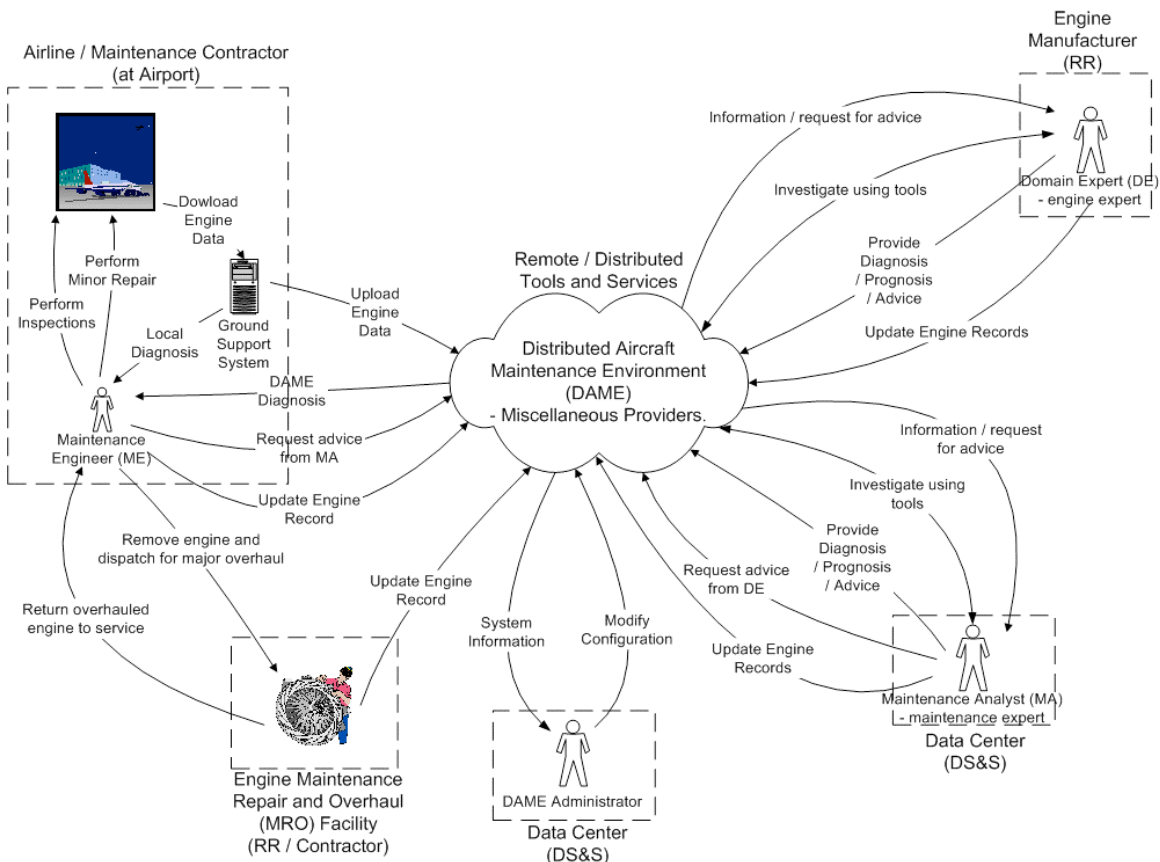 Airline / Maintenance Contractor
(at Airport)
Dowload
Engine
Data
Perform
Minor Repair
Perform
Inspections
Local
Diagnosis
Ground
Support
System
Upload
Engine
Data
Maintenance
Engineer (ME)
DAME
Diagnosis
Request advice
from MA
Update Engine
Record
Remove engine and
dispatch for major overhaul
Return overhauled
engine to service
Update Engine
Record
Engine Maintenance
Repair and Overhaul
(MRO) Facility
(RR / Contractor)
Remote / Distributed
Tools and Services
Distributed Aircraft
Maintenance Environment
(DAME)
- Miscellaneous Providers.
System
Information
Modify
Configuration
DAME Administrator
Data Center
(DS&S)
Engine
Manufacturer
(RR)
Domain Expert (DE)
- engine expert
Information / request for advice
Investigate using tools
Provide
Diagnosis
/ Prognosis
/ Advice
Update Engine Records
Information / request
for advice
Investigate using
tools
Provide
Diagnosis
/ Prognosis
/ Advice
Request advice
from DE
Update Engine
Records
Maintenance Analyst (MA)
- maintenance expert
Data Center
(DS&S)